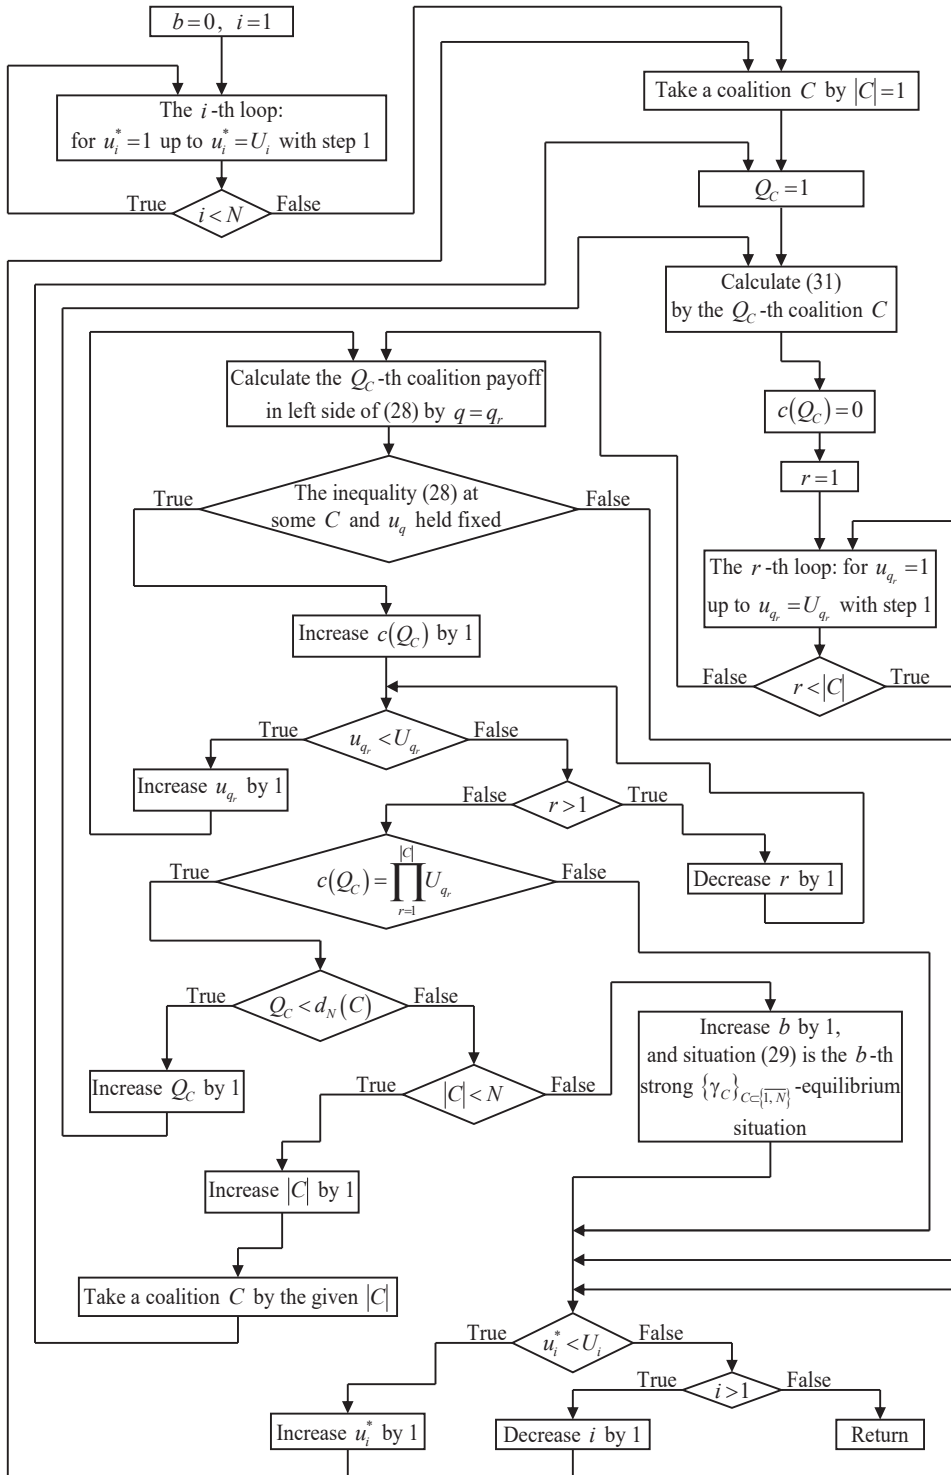 b=0, i=1
The i-th loop:
for u_i^*=1 up to u_i^*=U_i with step 1
True
False
i<N
Take a coalition C by |C|=1
Q_C=1
Calculate (31)
by the Q_C-th coalition C
c(Q_C)=0
r=1
The r-th loop: for u_{q_r}=1
up to u_{q_r}=U_{q_r} with step 1
False
True
r<|C|
Calculate the Q_C-th coalition payoff
in left side of (28) by q=q_r
True
False
The inequality (28) at
some C and u_q held fixed
Increase c(Q_C) by 1
True
False
u_{q_r}<U_{q_r}
Increase u_{q_r} by 1
False
True
r>1
Decrease r by 1
True
False
c(Q_C)=∏_{r=1}^{|C|}U_{q_r}
True
False
Q_C<d_N(C)
Increase Q_C by 1
True
False
|C|<N
Increase b by 1,
and situation (29) is the b-th
strong {γ_C}_{C⊂{\overline{1, N}}}-equilibrium
situation
Increase |C| by 1
Take a coalition C by the given |C|
True
False
u_i^*<U_i
True
False
i>1
Increase u_i^* by 1
Decrease i by 1
Return